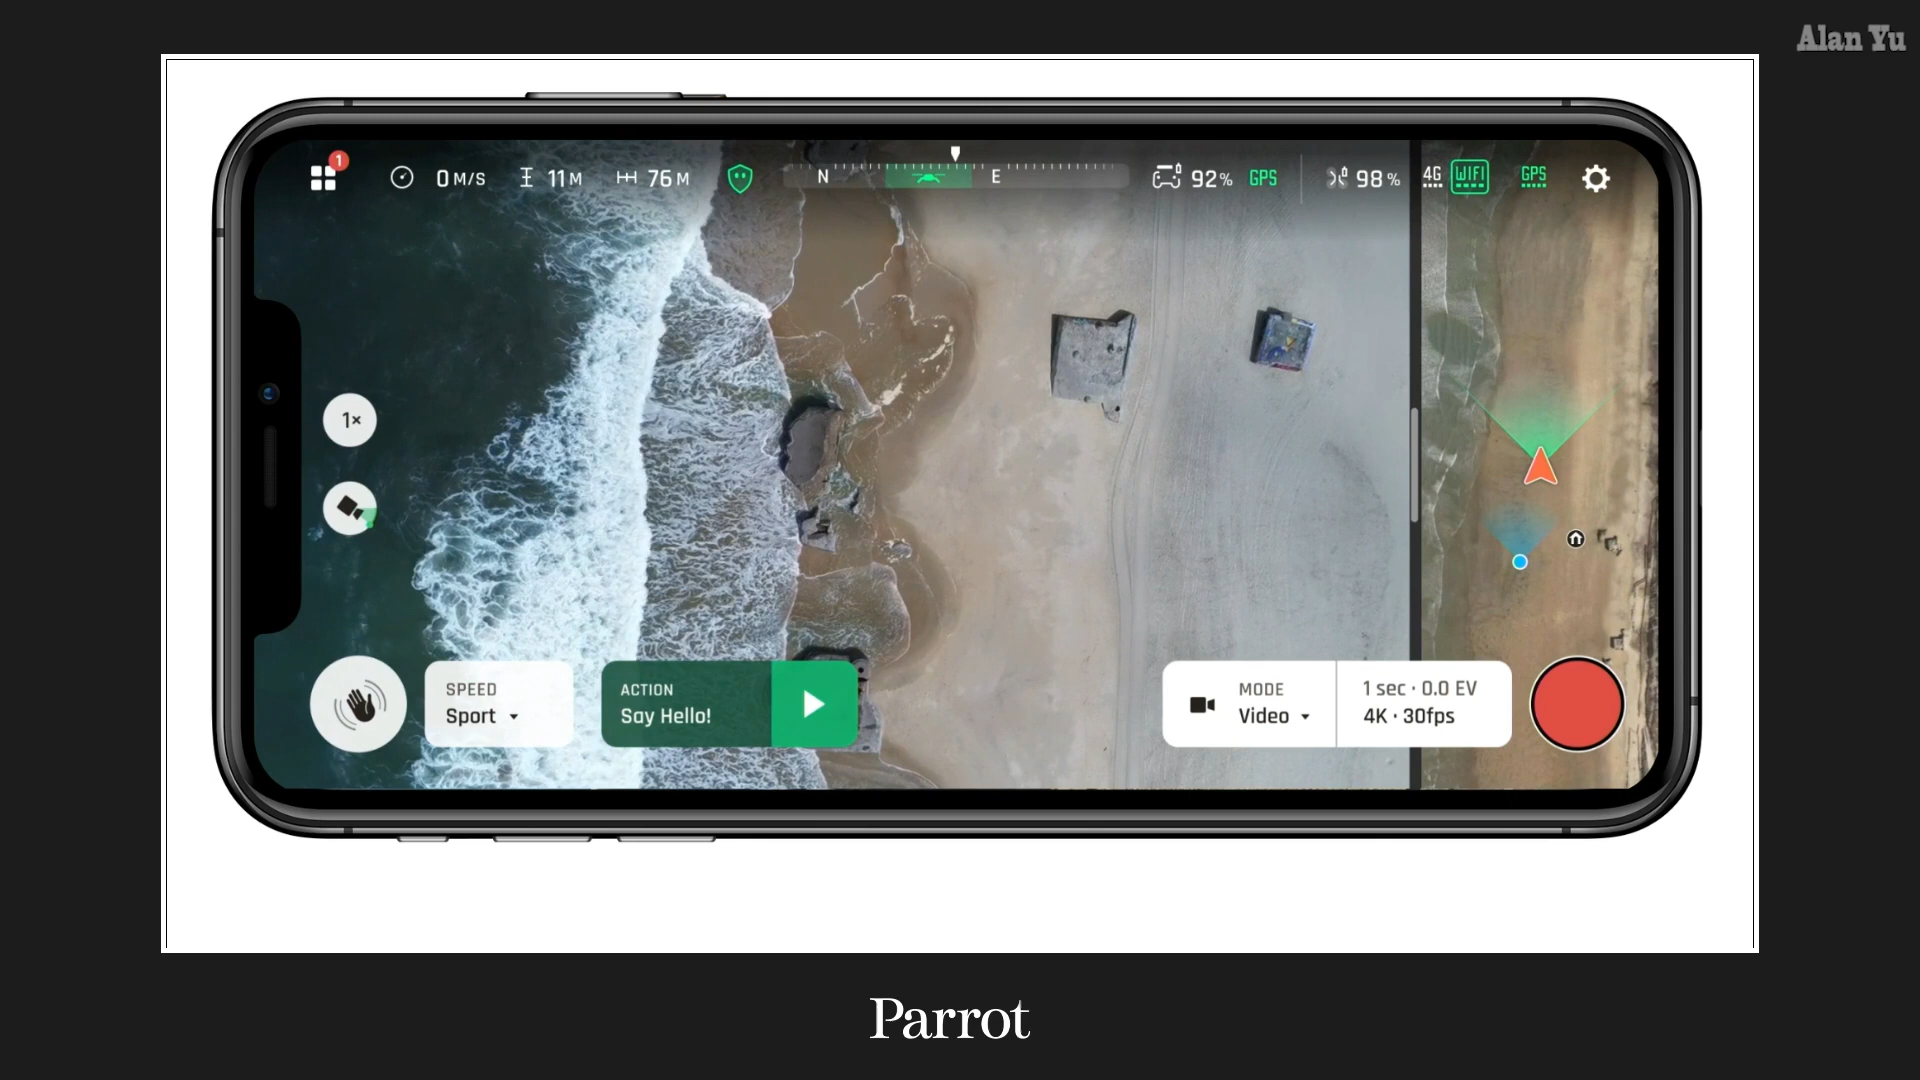 Alan Yu
1
0 M/S
11 M
76 M
N
E
92%
GPS
98%
4G
WIFI
GPS
1×
SPEED
Sport
ACTION
Say Hello!
MODE
Video
1 sec · 0.0 EV
4K · 30fps
Parrot